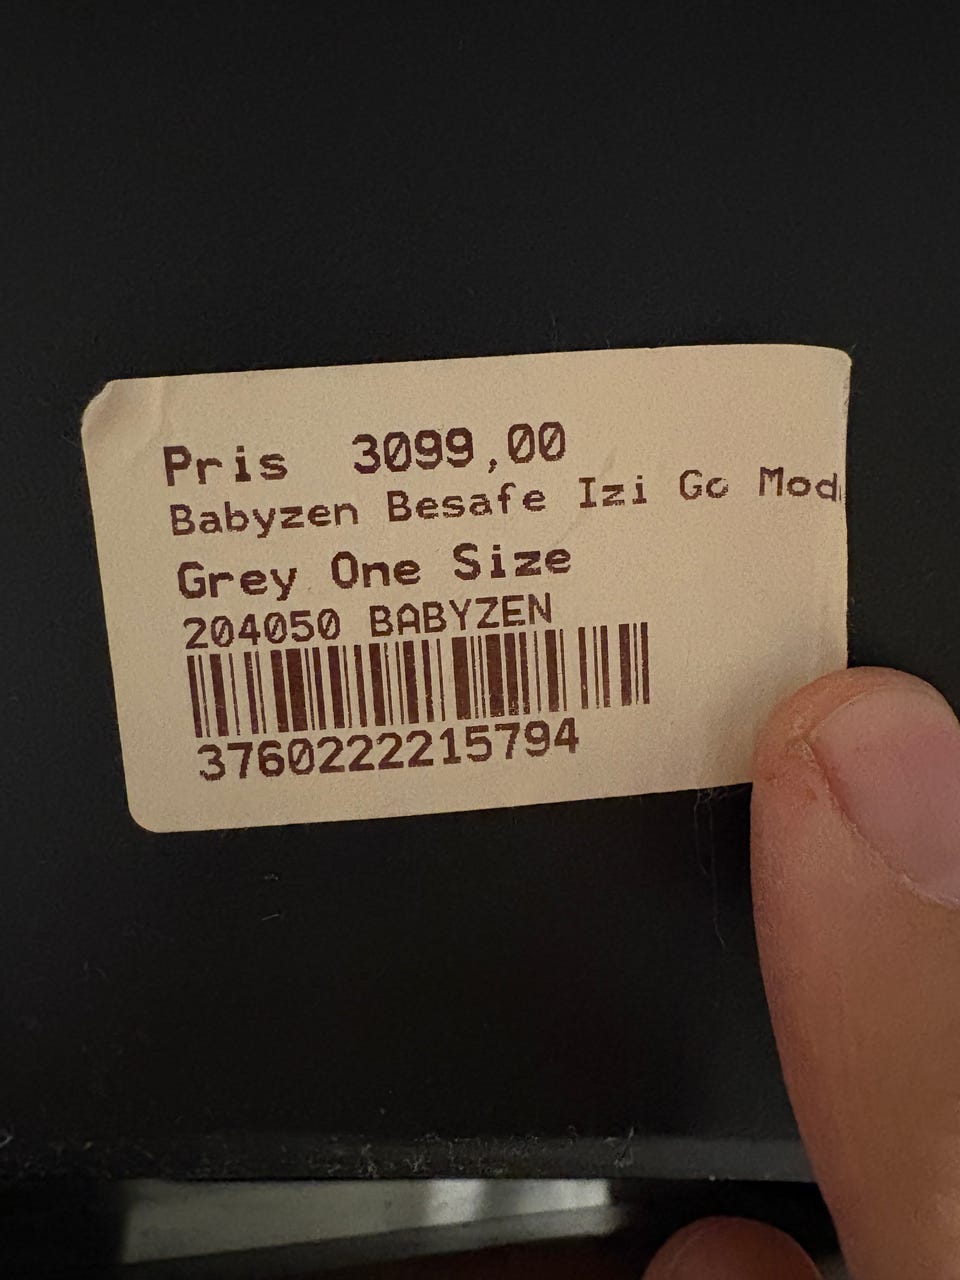 Pris 3099,00
Babyzen Besafe Izi Go
Grey One Size
204050 BABYZEN
3760222215794